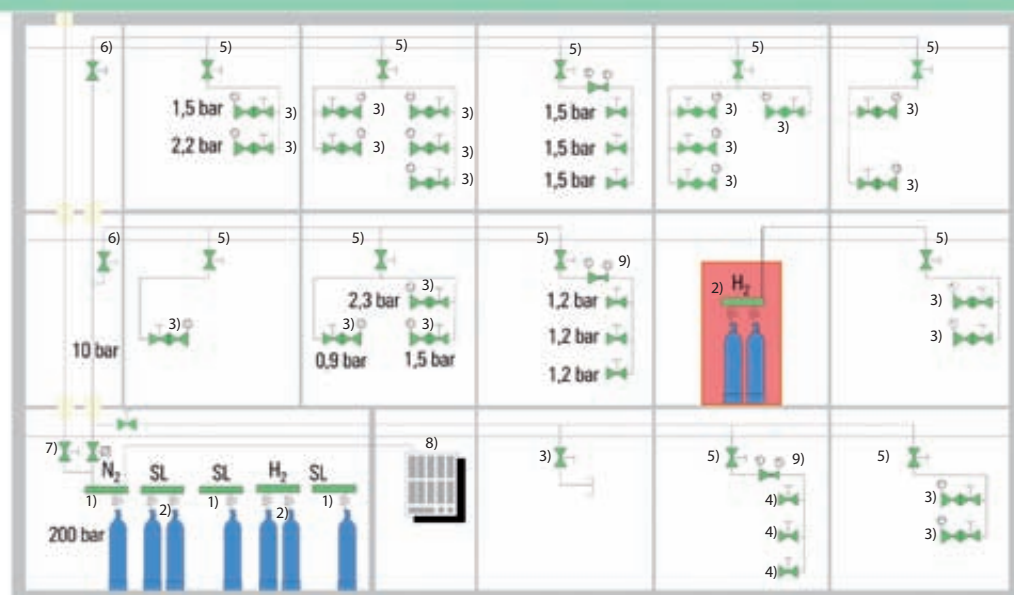 6) 5) 5) 5) 5) 5)
1,5 bar 3) 3) 3) 1,5 bar 3) 3) 3)
2,2 bar 3) 3) 3) 1,5 bar 3)
3) 1,5 bar 3) 3)
6) 5) 5) 5) 5)
9)
2,3 bar 3) 1,2 bar 2) H₂ 3)
10 bar 3) 3) 3) 1,2 bar 3)
0,9 bar 1,5 bar
1,2 bar
7) 8) 3) 5) 9) 5)
N₂ SL SL H₂ SL
1) 2) 1) 2) 1) 4) 3)
200 bar 4) 3)
4)